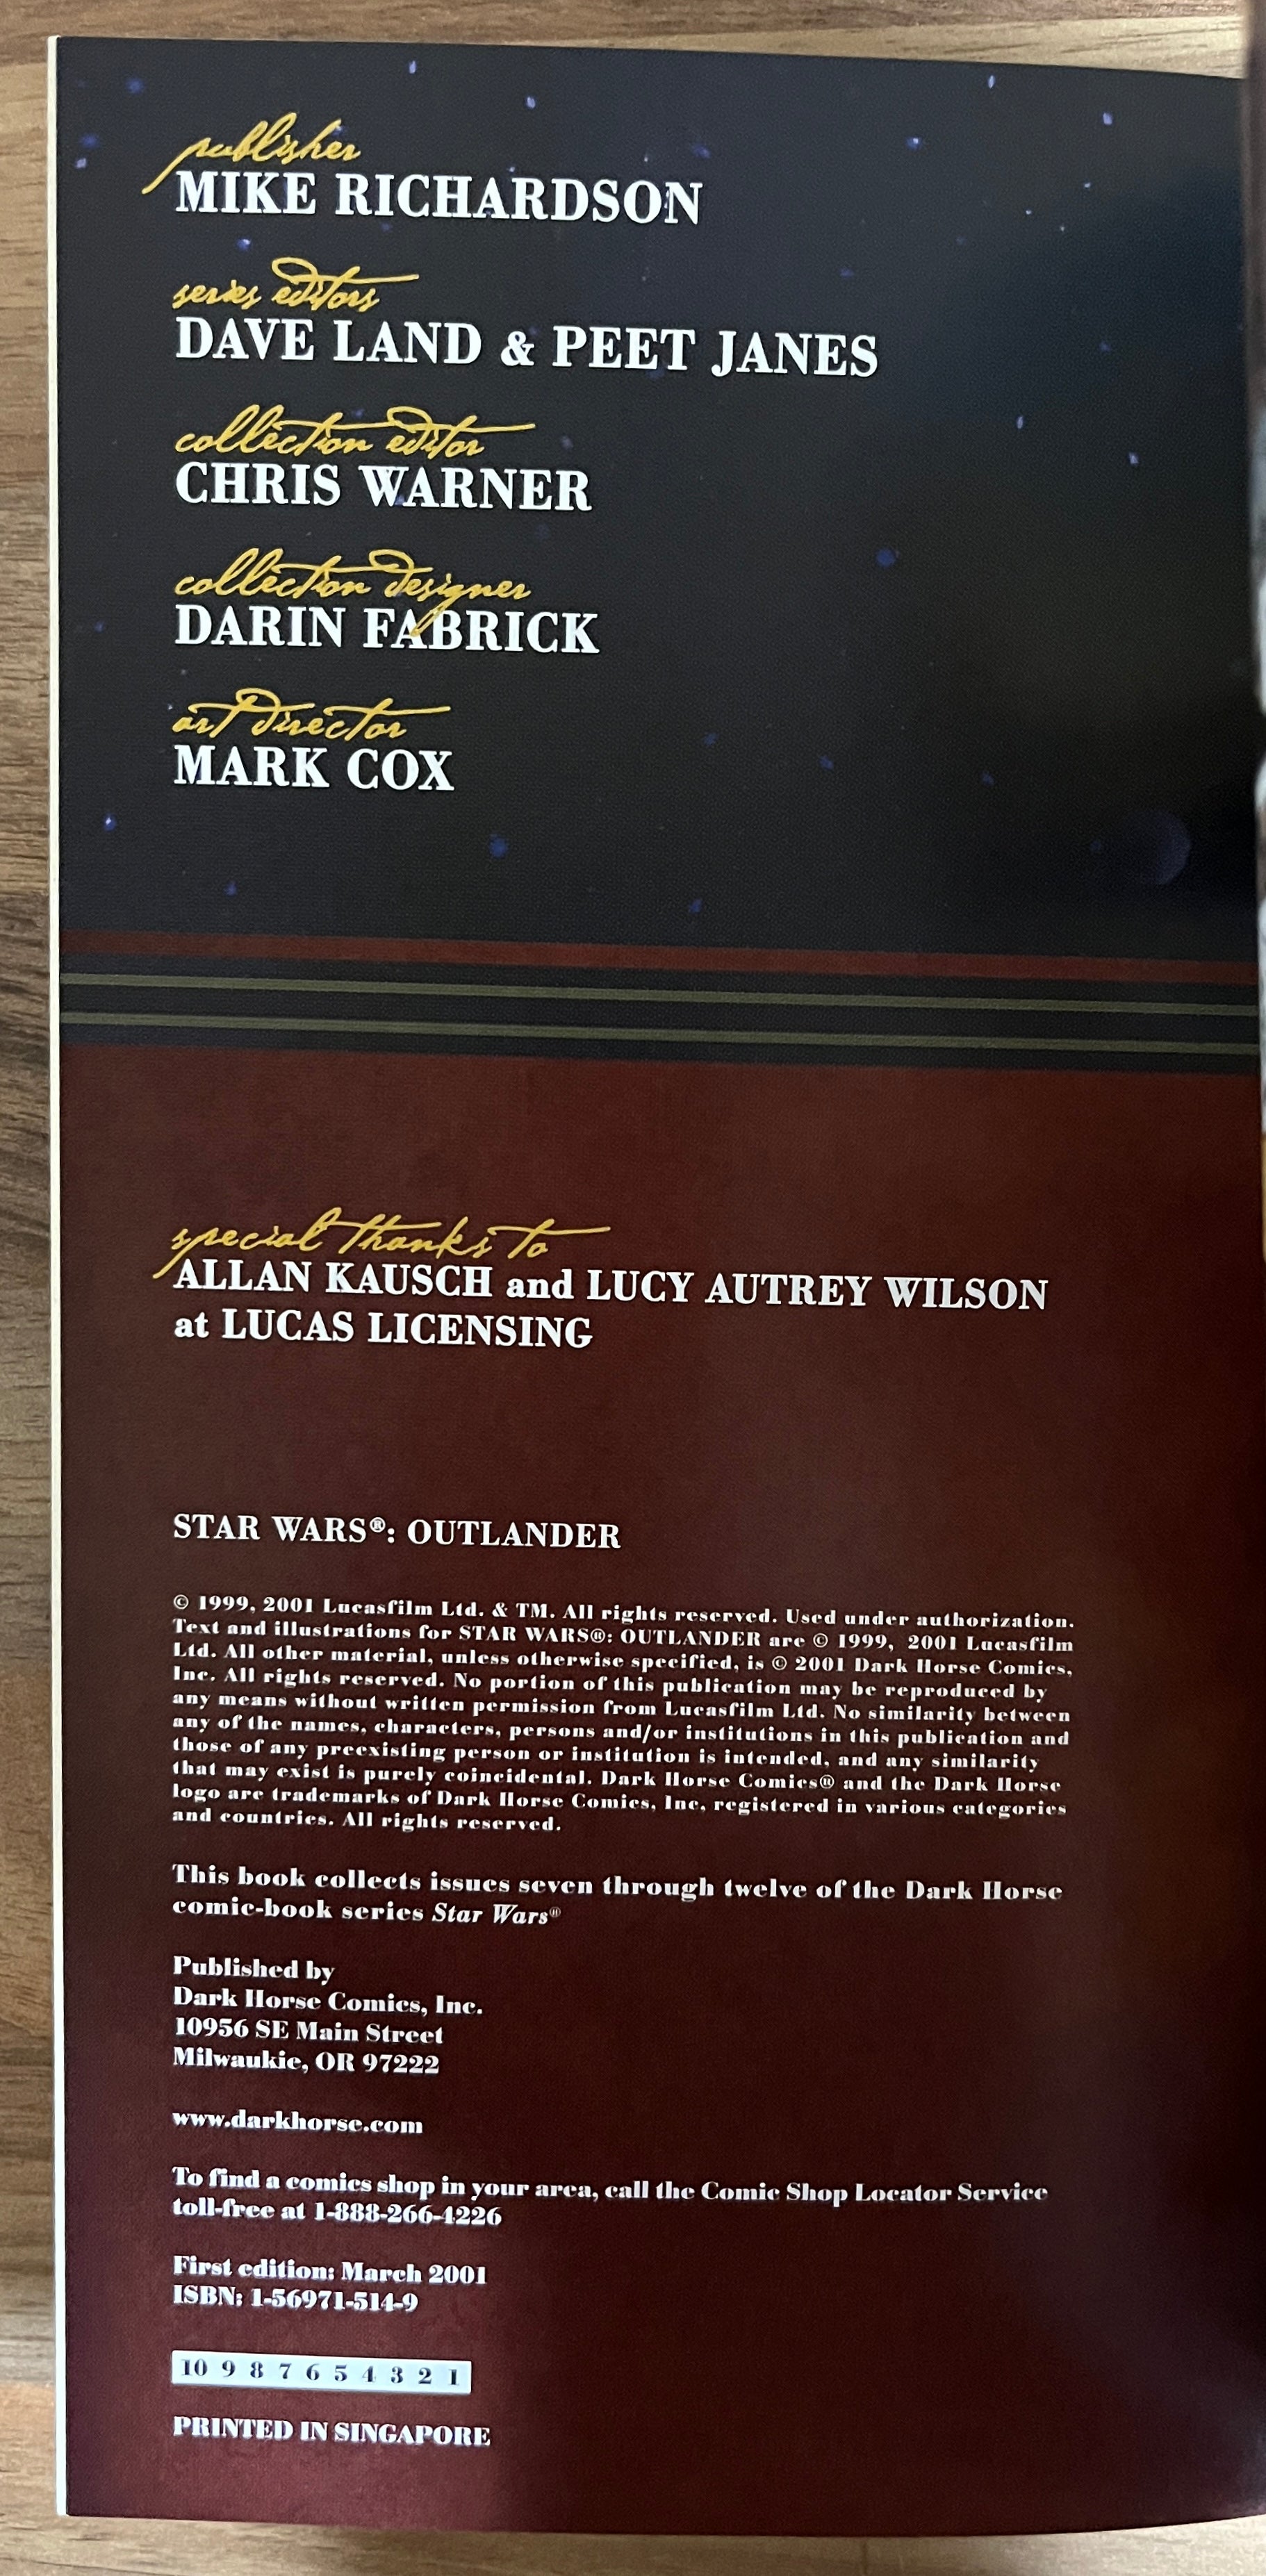 publisher
MIKE RICHARDSON
series editors
DAVE LAND & PEET JANES
collection editor
CHRIS WARNER
collection designer
DARIN FABRICK
art director
MARK COX
special thanks to
ALLAN KAUSCH and LUCY AUTREY WILSON
at LUCAS LICENSING
STAR WARS®: OUTLANDER
© 1999, 2001 Lucasfilm Ltd. & TM. All rights reserved. Used under authorization.
Text and illustrations for STAR WARS®: OUTLANDER are © 1999, 2001 Lucasfilm
Ltd. All other material, unless otherwise specified, is © 2001 Dark Horse Comics,
Inc. All rights reserved. No portion of this publication may be reproduced by
any means without written permission from Lucasfilm Ltd. No similarity between
any of the names, characters, persons and/or institutions in this publication and
those of any preexisting person or institution is intended, and any similarity
that may exist is purely coincidental. Dark Horse Comics® and the Dark Horse
logo are trademarks of Dark Horse Comics, Inc, registered in various categories
and countries. All rights reserved.
This book collects issues seven through twelve of the Dark Horse
comic-book series Star Wars®
Published by
Dark Horse Comics, Inc.
10956 SE Main Street
Milwaukie, OR 97222
www.darkhorse.com
To find a comics shop in your area, call the Comic Shop Locator Service
toll-free at 1-888-266-4226
First edition: March 2001
ISBN: 1-56971-514-9
10 9 8 7 6 5 4 3 2 1
PRINTED IN SINGAPORE